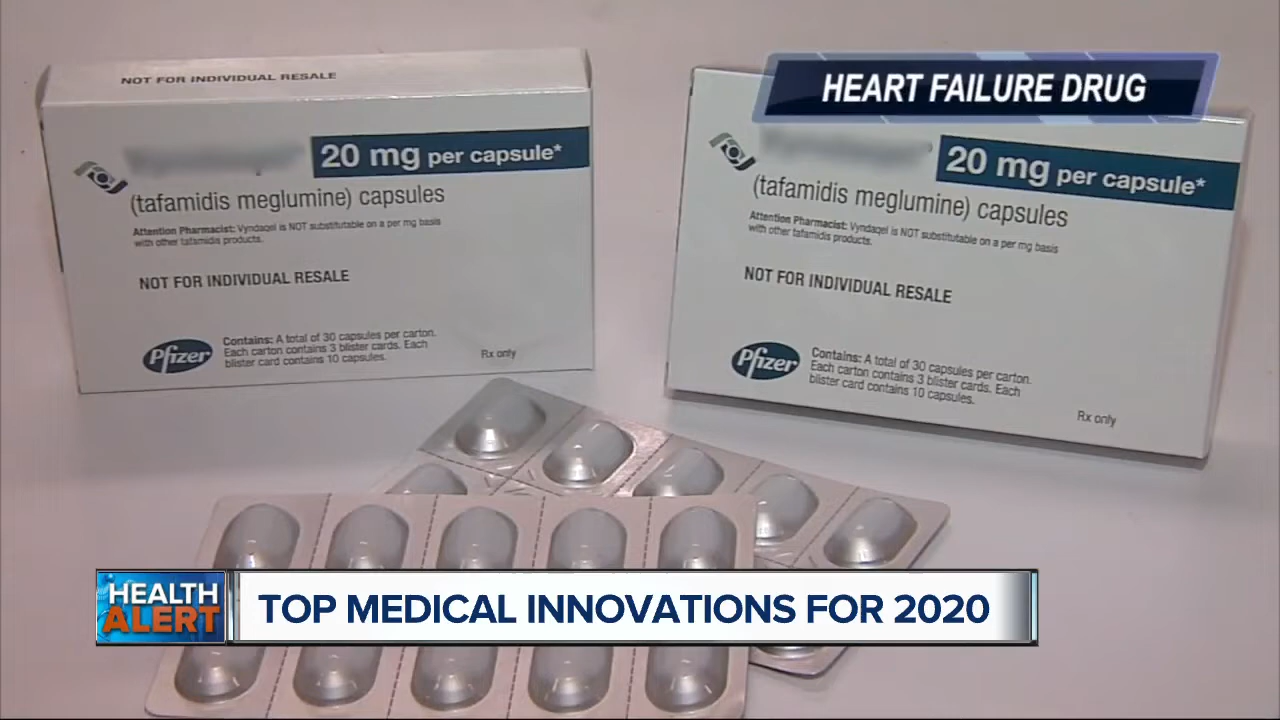 HEART FAILURE DRUG
NOT FOR INDIVIDUAL RESALE
20 mg per capsule*
(tafamidis meglumine) capsules
Attention Pharmacist: Vyndaqel is NOT substitutable on a per mg basis
with other tafamidis products.
NOT FOR INDIVIDUAL RESALE
Pfizer
Contains: A total of 30 capsules per carton.
Each carton contains 3 blister cards. Each
blister card contains 10 capsules.
Rx only
20 mg per capsule*
(tafamidis meglumine) capsules
Attention Pharmacist: Vyndaqel is NOT substitutable on a per mg basis
with other tafamidis products.
NOT FOR INDIVIDUAL RESALE
Pfizer
Contains: A total of 30 capsules per carton.
Each carton contains 3 blister cards. Each
blister card contains 10 capsules.
Rx only
HEALTH
ALERT
TOP MEDICAL INNOVATIONS FOR 2020